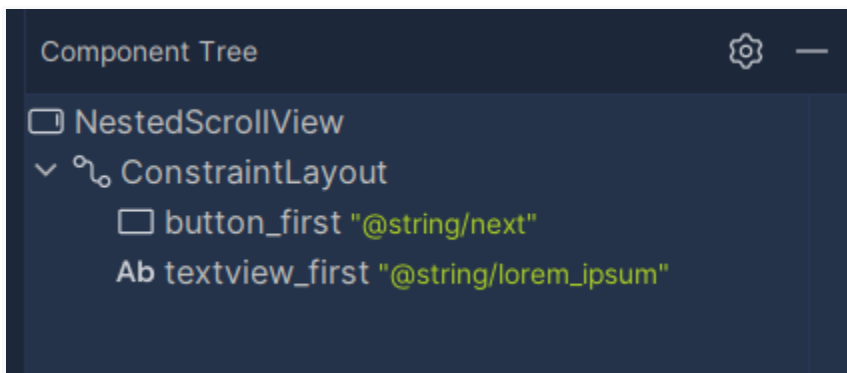 Component Tree
NestedScrollView
ConstraintLayout
button_first "@string/next"
Ab textview_first "@string/lorem_ipsum"